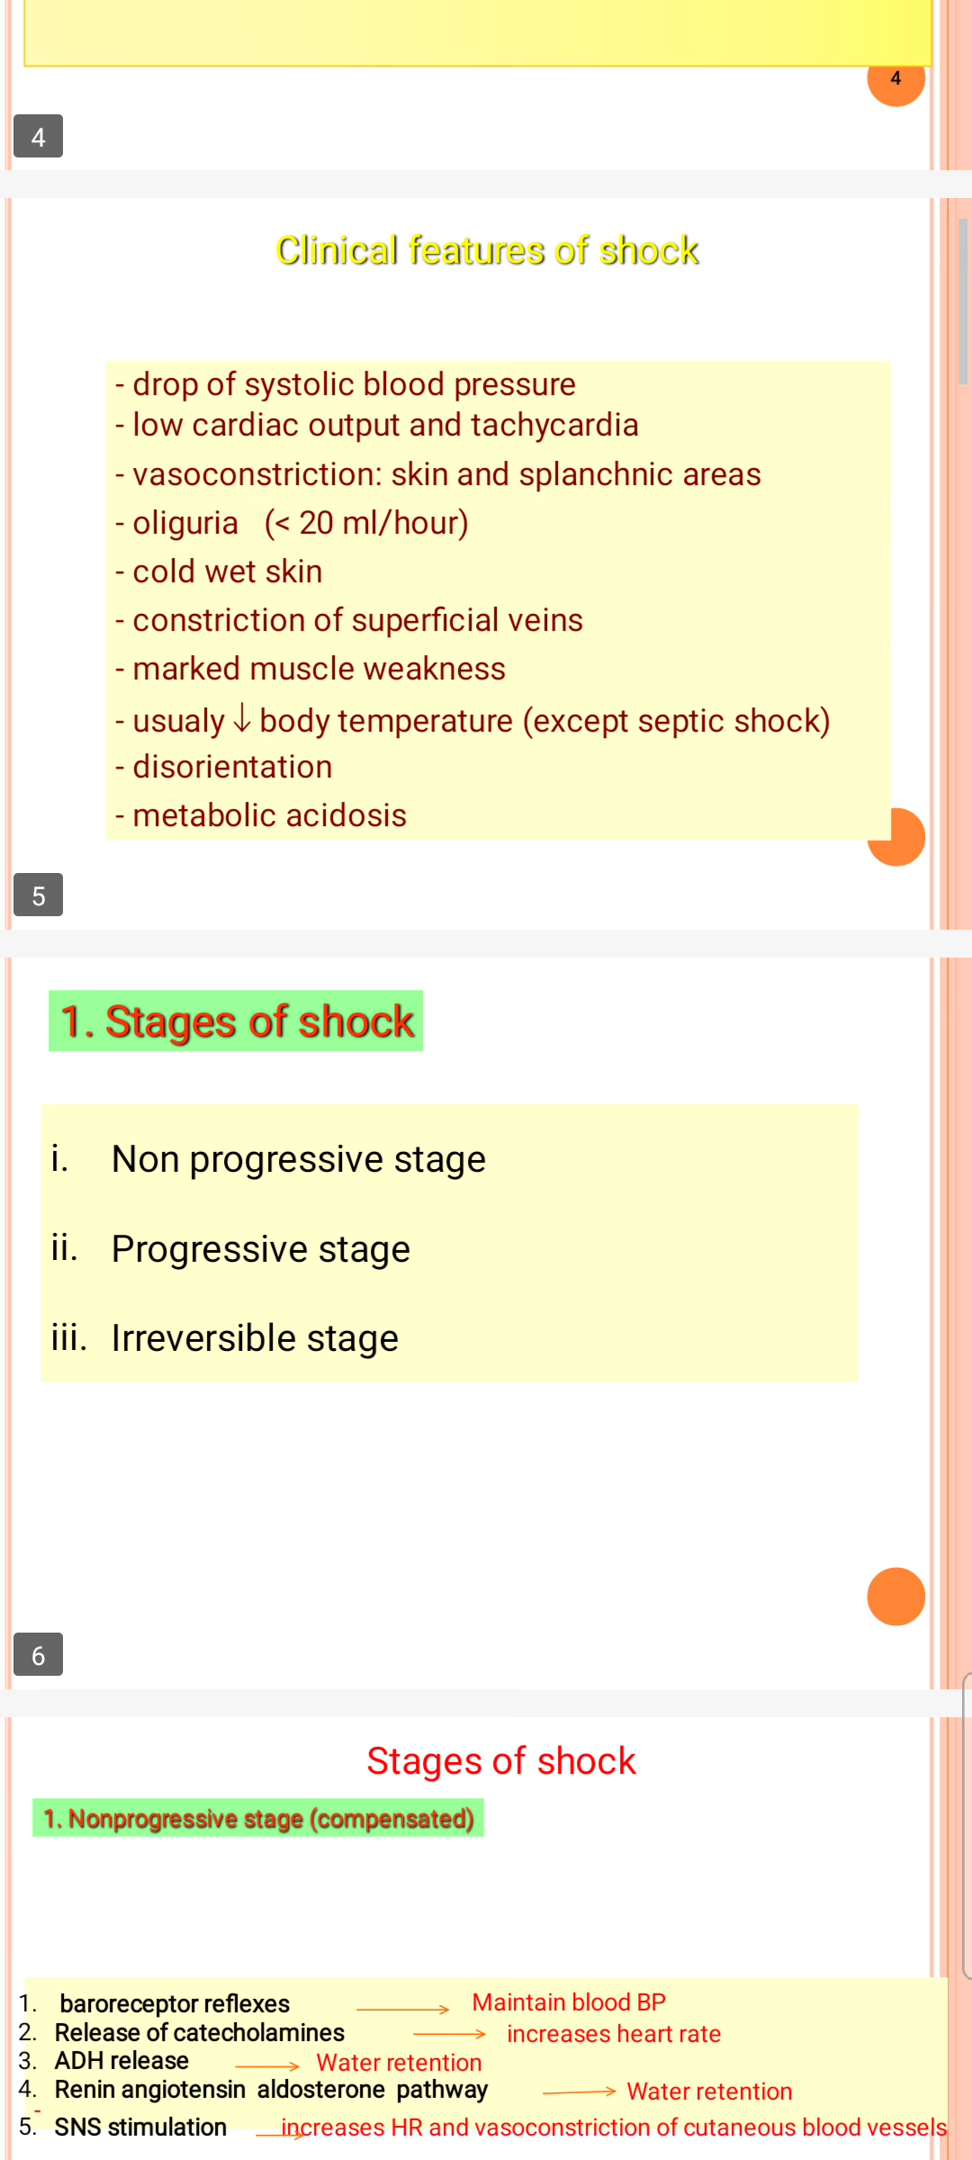 4
4
Clinical features of shock
- drop of systolic blood pressure
- low cardiac output and tachycardia
- vasoconstriction: skin and splanchnic areas
- oliguria (< 20 ml/hour)
- cold wet skin
- constriction of superficial veins
- marked muscle weakness
- usualy ↓ body temperature (except septic shock)
- disorientation
- metabolic acidosis
5
1. Stages of shock
i. Non progressive stage
ii. Progressive stage
iii. Irreversible stage
6
Stages of shock
1. Nonprogressive stage (compensated)
1. baroreceptor reflexes → Maintain blood BP
2. Release of catecholamines → increases heart rate
3. ADH release → Water retention
4. Renin angiotensin aldosterone pathway → Water retention
-
5. SNS stimulation → increases HR and vasoconstriction of cutaneous blood vessels